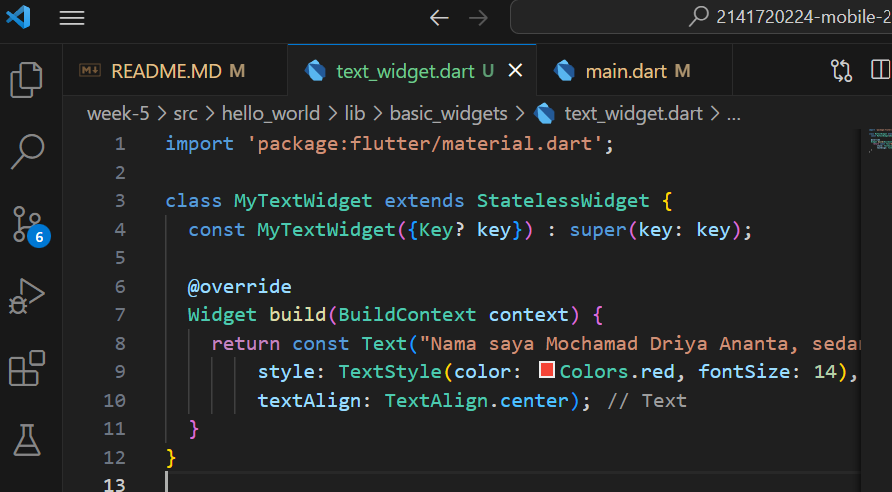 2141720224-mobile-2
README.MD M
text_widget.dart U
main.dart M
week-5 > src > hello_world > lib > basic_widgets > text_widget.dart > ...
1 import 'package:flutter/material.dart';
2
3 class MyTextWidget extends StatelessWidget {
4 const MyTextWidget({Key? key}) : super(key: key);
5
6 @override
7 Widget build(BuildContext context) {
8 return const Text("Nama saya Mochamad Driya Ananta, sedan
9 style: TextStyle(color: Colors.red, fontSize: 14),
10 textAlign: TextAlign.center); // Text
11 }
12 }
13
6